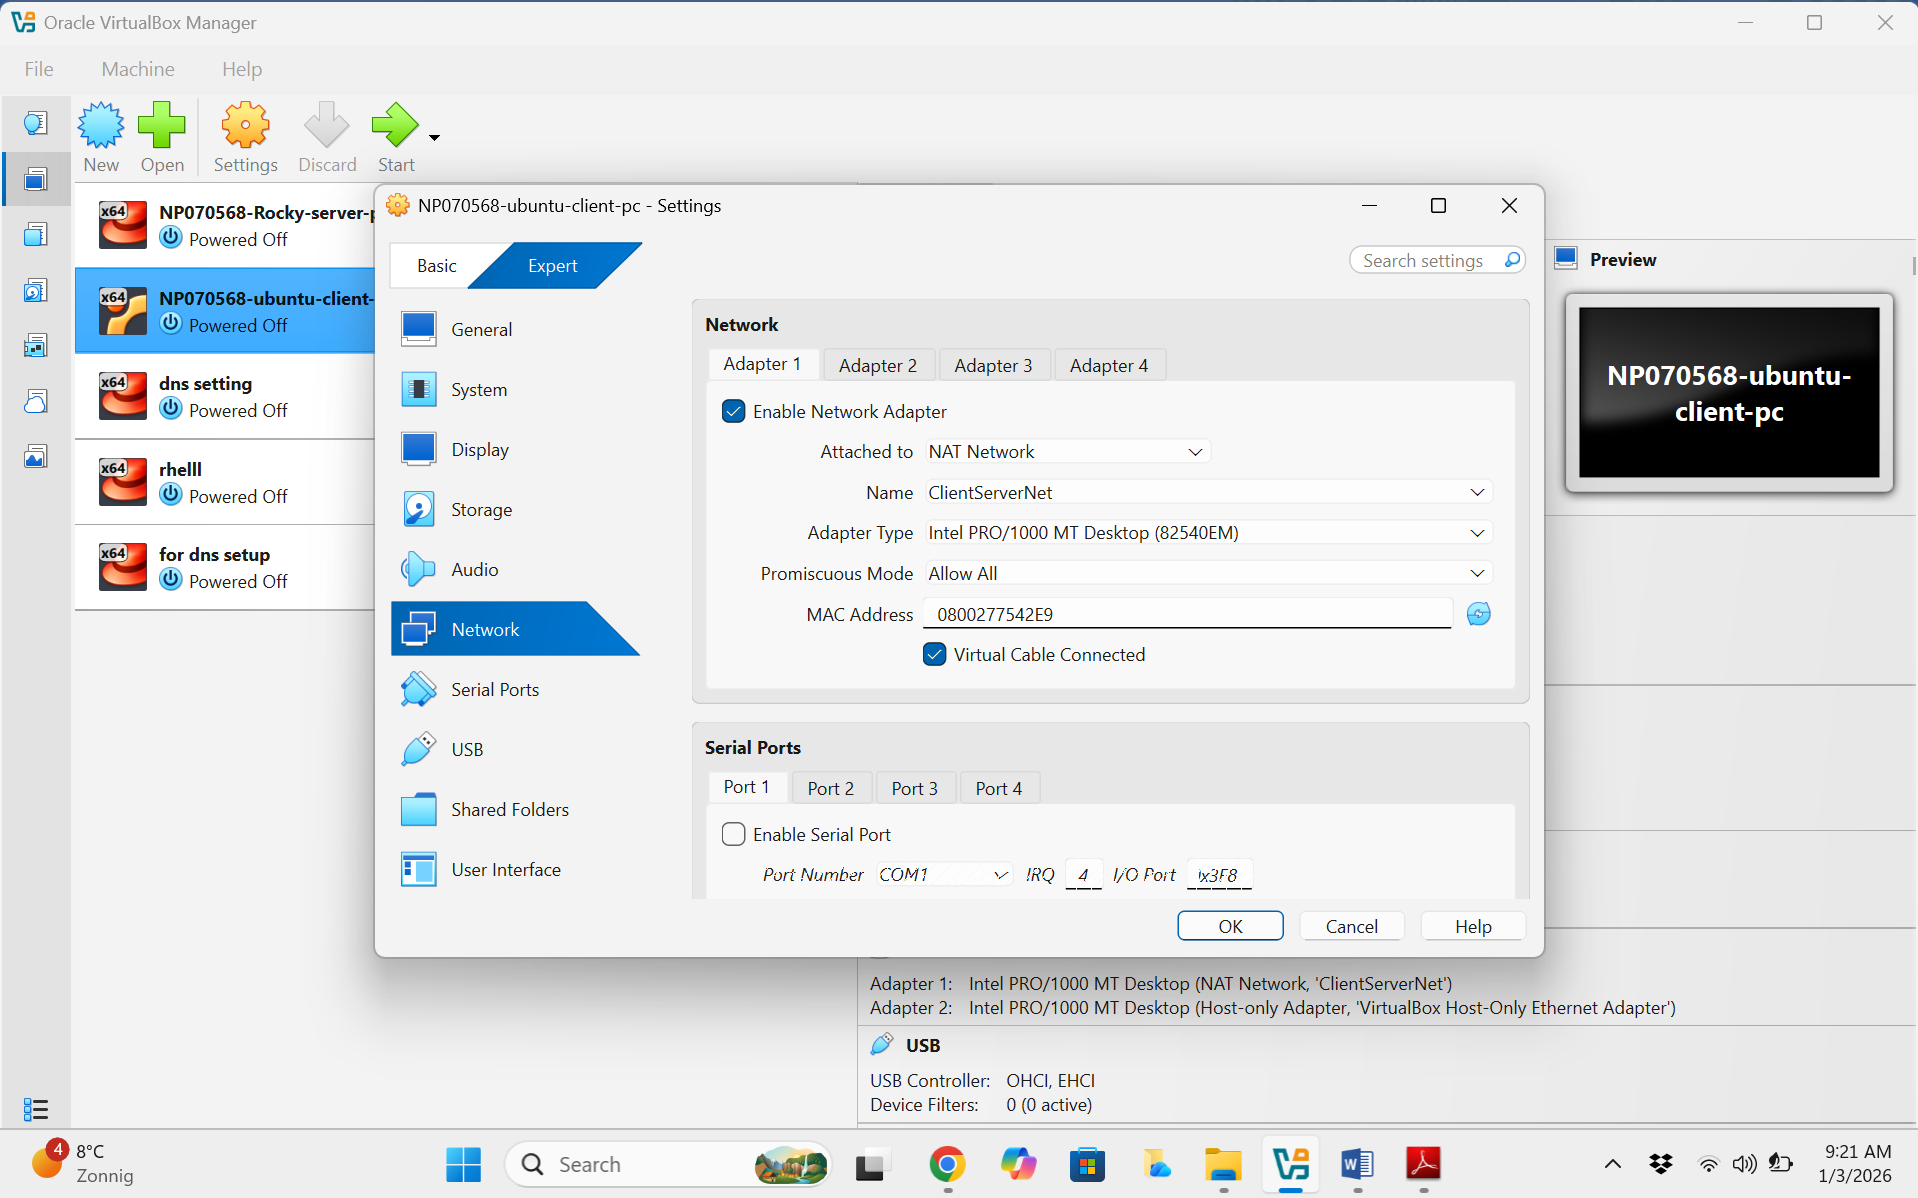 Oracle VirtualBox Manager
File Machine Help
New Open Settings Discard Start
x64 NP070568-Rocky-server-p
Powered Off
x64 NP070568-ubuntu-client-
Powered Off
x64 dns setting
Powered Off
x64 rhelll
Powered Off
x64 for dns setup
Powered Off
NP070568-ubuntu-client-pc - Settings
Basic Expert
Search settings
General
System
Display
Storage
Audio
Network
Serial Ports
USB
Shared Folders
User Interface
Network
Adapter 1 Adapter 2 Adapter 3 Adapter 4
Enable Network Adapter
Attached to NAT Network
Name ClientServerNet
Adapter Type Intel PRO/1000 MT Desktop (82540EM)
Promiscuous Mode Allow All
MAC Address 0800277542E9
Virtual Cable Connected
Serial Ports
Port 1 Port 2 Port 3 Port 4
Enable Serial Port
Port Number COM1 IRQ 4 I/O Port 0x3F8
OK Cancel Help
Preview
NP070568-ubuntu-
client-pc
Adapter 1: Intel PRO/1000 MT Desktop (NAT Network, 'ClientServerNet')
Adapter 2: Intel PRO/1000 MT Desktop (Host-only Adapter, 'VirtualBox Host-Only Ethernet Adapter')
USB
USB Controller: OHCI, EHCI
Device Filters: 0 (0 active)
4 8°C
Zonnig
Search
9:21 AM
1/3/2026